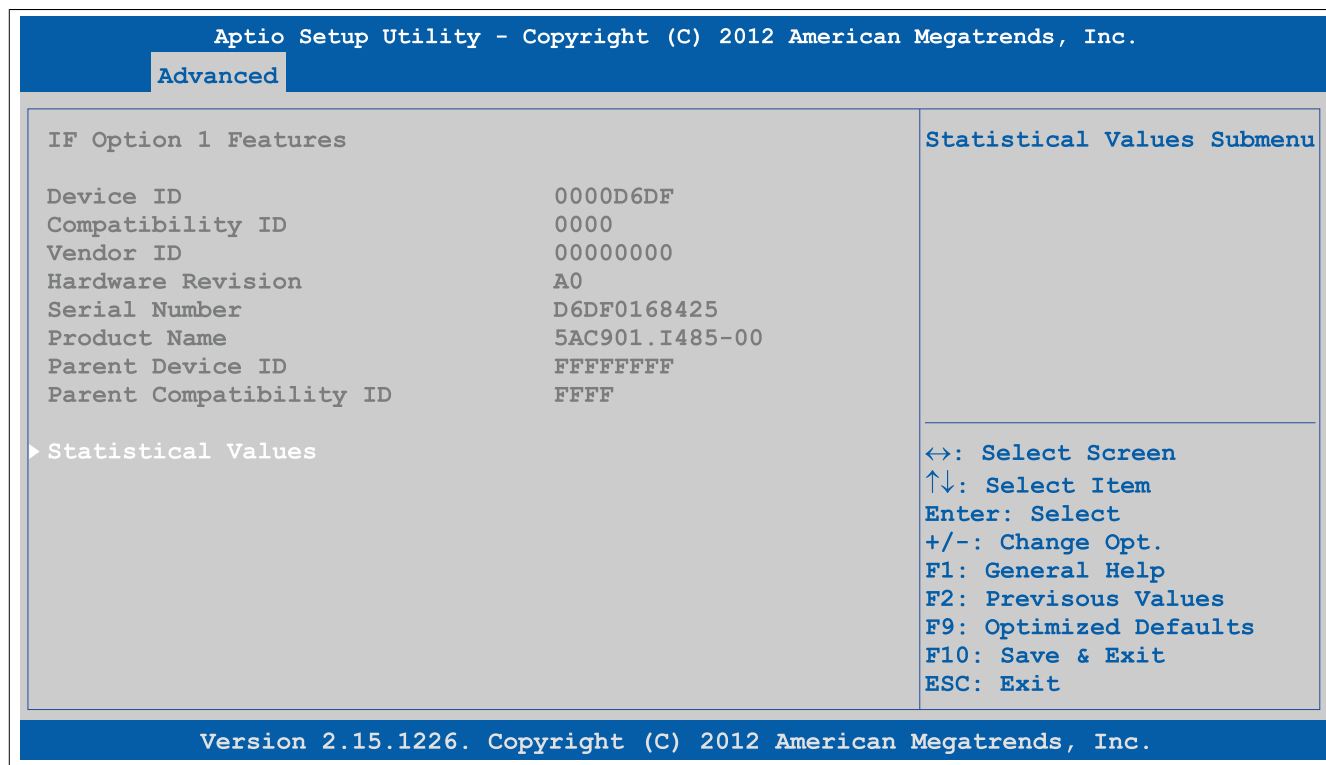 Aptio Setup Utility - Copyright (C) 2012 American Megatrends, Inc.
Advanced
IF Option 1 Features
Device ID 0000D6DF
Compatibility ID 0000
Vendor ID 00000000
Hardware Revision A0
Serial Number D6DF0168425
Product Name 5AC901.I485-00
Parent Device ID FFFFFFFF
Parent Compatibility ID FFFF
Statistical Values
Statistical Values Submenu
↔: Select Screen
↑↓: Select Item
Enter: Select
+/-: Change Opt.
F1: General Help
F2: Previsous Values
F9: Optimized Defaults
F10: Save & Exit
ESC: Exit
Version 2.15.1226. Copyright (C) 2012 American Megatrends, Inc.